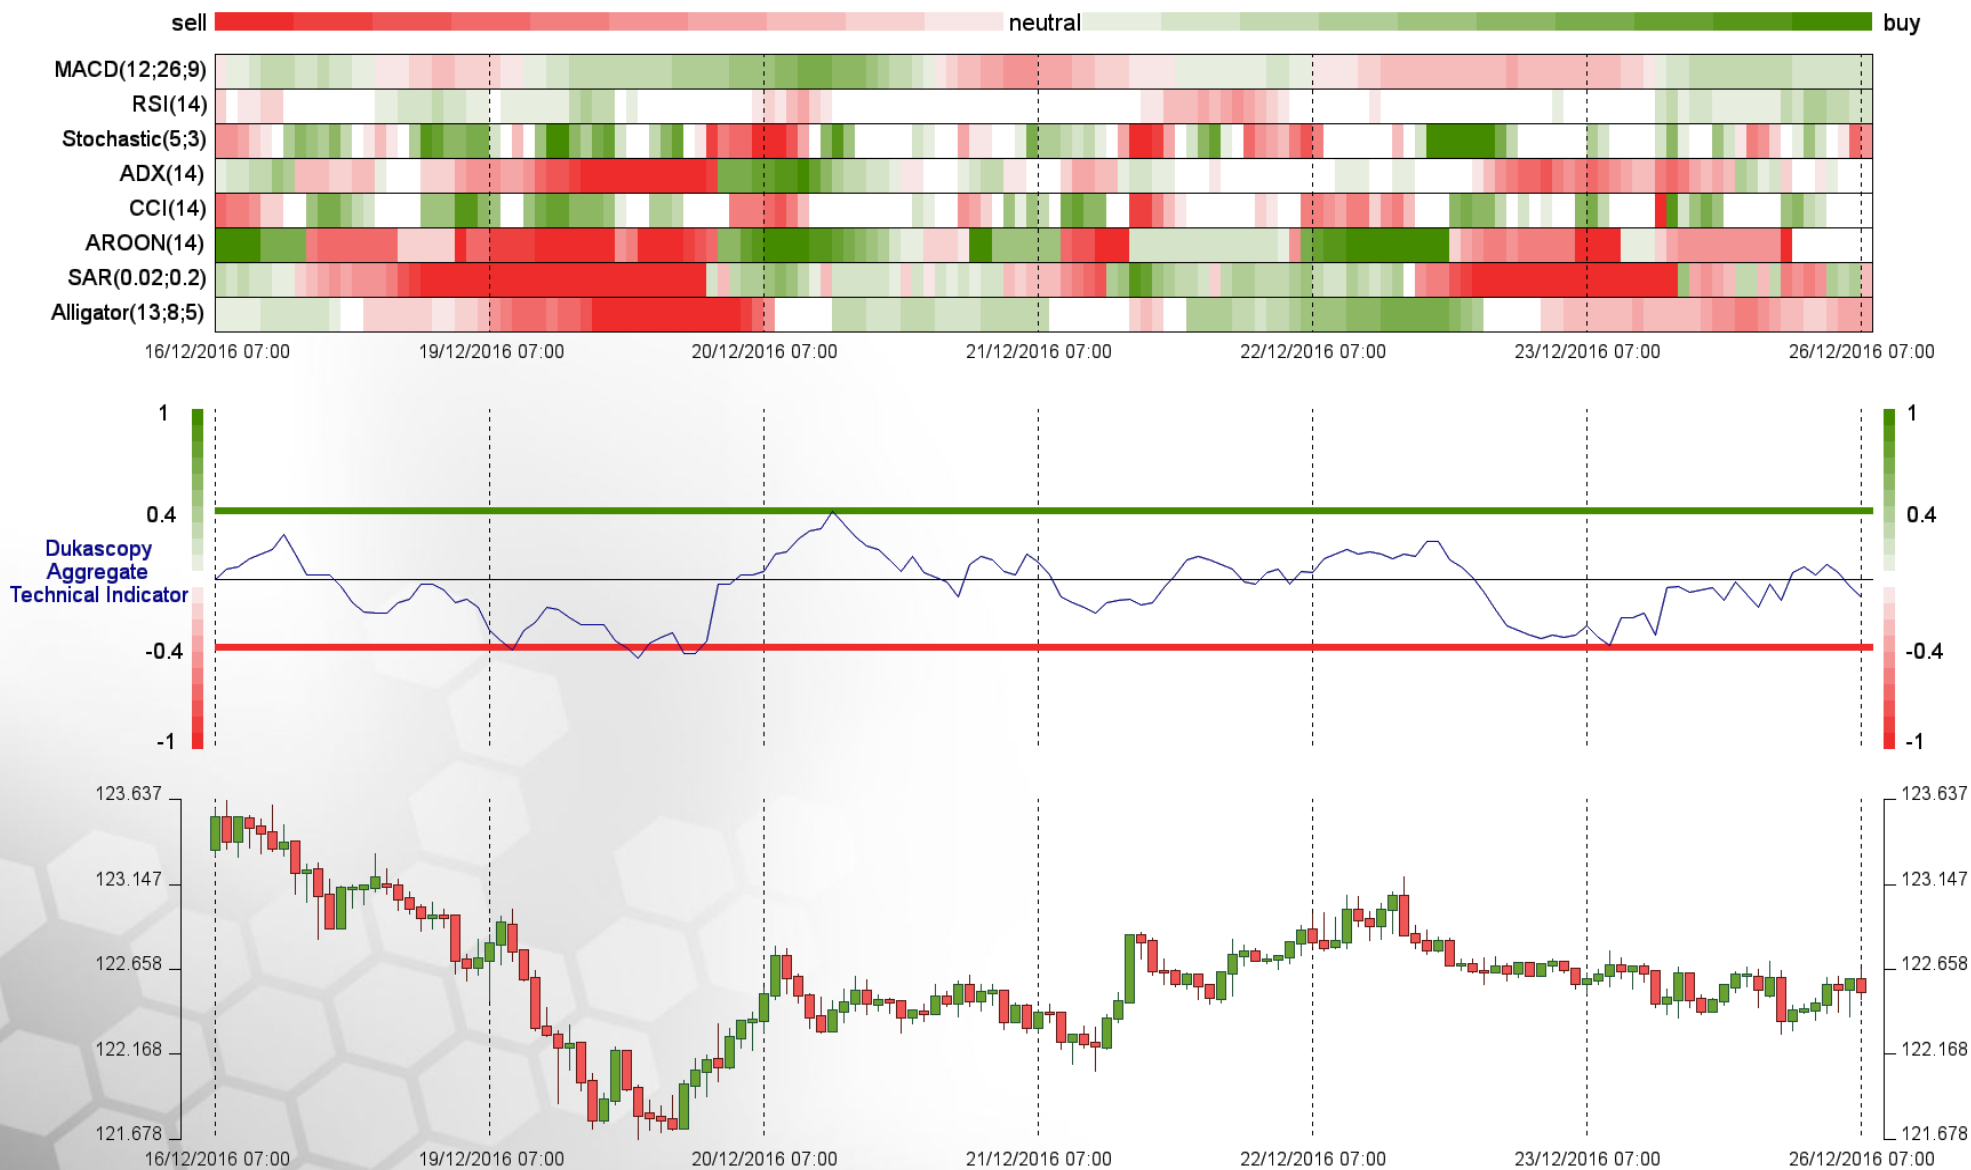 sell neutral buy
MACD(12;26;9)
RSI(14)
Stochastic(5;3)
ADX(14)
CCI(14)
AROON(14)
SAR(0.02;0.2)
Alligator(13;8;5)
16/12/2016 07:00 19/12/2016 07:00 20/12/2016 07:00 21/12/2016 07:00 22/12/2016 07:00 23/12/2016 07:00 26/12/2016 07:00
1 1
0.4 0.4
Dukascopy
Aggregate
Technical Indicator
-0.4 -0.4
-1 -1
123.637 123.637
123.147 123.147
122.658 122.658
122.168 122.168
121.678 121.678
16/12/2016 07:00 19/12/2016 07:00 20/12/2016 07:00 21/12/2016 07:00 22/12/2016 07:00 23/12/2016 07:00 26/12/2016 07:00